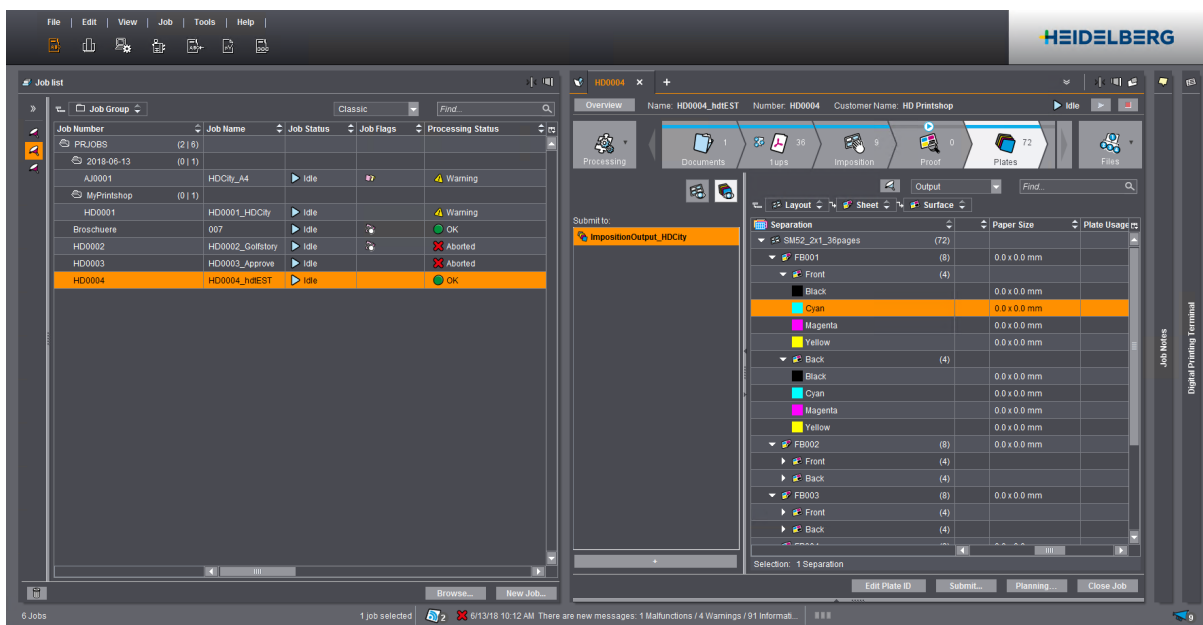 File | Edit | View | Job | Tools | Help |
HEIDELBERG
Job list
HD0004 × +
Job Group Classic Find...
Overview Name: HD0004_hdtEST Number: HD0004 Customer Name: HD Printshop Idle
Job Number Job Name Job Status Job Flags Processing Status
PRJOBS (2 | 6)
2018-06-13 (0 | 1)
AJ0001 HDCity_A4 Idle Warning
MyPrintshop (0 | 1)
HD0001 HD0001_HDCity Idle Warning
Broschuere 007 Idle OK
HD0002 HD0002_Golfstory Idle Aborted
HD0003 HD0003_Approve Idle Aborted
HD0004 HD0004_hdtEST Idle OK
Processing
1 Documents
36 1ups
9 Imposition
0 Proof
72 Plates
Files
Submit to:
ImpositionOutput_HDCity
+
Output Find...
Layout Sheet Surface
Separation Paper Size Plate Usage
SM52_2x1_36pages (72)
FB001 (8) 0.0 x 0.0 mm
Front (4)
Black 0.0 x 0.0 mm
Cyan 0.0 x 0.0 mm
Magenta 0.0 x 0.0 mm
Yellow 0.0 x 0.0 mm
Back (4)
Black 0.0 x 0.0 mm
Cyan 0.0 x 0.0 mm
Magenta 0.0 x 0.0 mm
Yellow 0.0 x 0.0 mm
FB002 (8) 0.0 x 0.0 mm
Front (4)
Back (4)
FB003 (8) 0.0 x 0.0 mm
Front (4)
Back (4)
Selection: 1 Separation
Job Notes
Digital Printing Terminal
Browse... New Job...
Edit Plate ID Submit... Planning... Close Job
6 Jobs 1 job selected 2 6/13/18 10:12 AM There are new messages: 1 Malfunctions / 4 Warnings / 91 Informati... 9